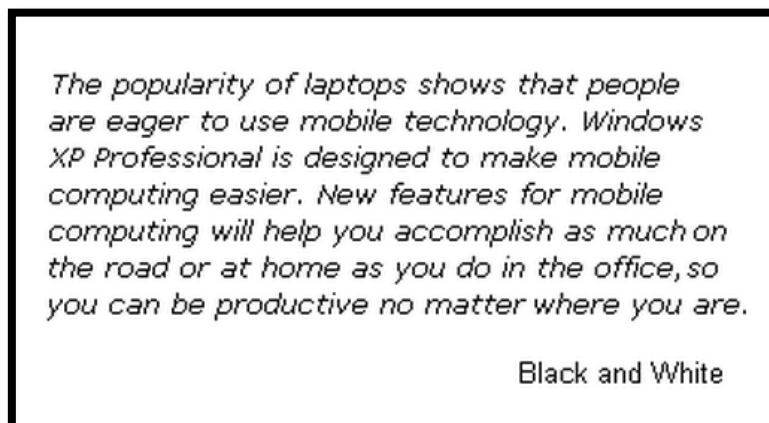 The popularity of laptops shows that people
are eager to use mobile technology. Windows
XP Professional is designed to make mobile
computing easier. New features for mobile
computing will help you accomplish as much on
the road or at home as you do in the office, so
you can be productive no matter where you are.
Black and White